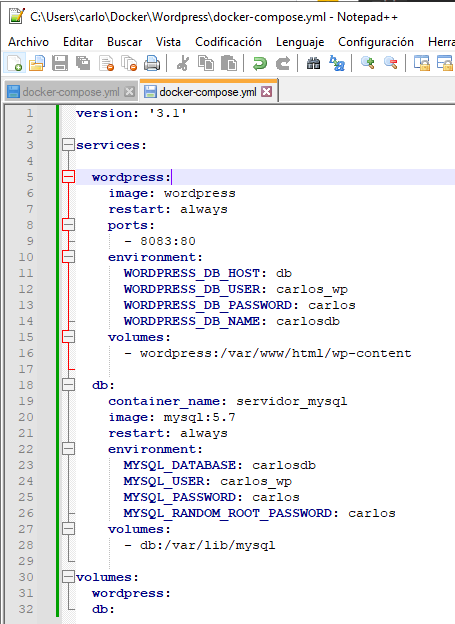 C:\Users\carlo\Docker\Wordpress\docker-compose.yml - Notepad++
Archivo Editar Buscar Vista Codificación Lenguaje Configuración Herra
docker-compose.yml docker-compose.yml
1 version: '3.1'
2
3 services:
4
5   wordpress:
6     image: wordpress
7     restart: always
8     ports:
9       - 8083:80
10     environment:
11       WORDPRESS_DB_HOST: db
12       WORDPRESS_DB_USER: carlos_wp
13       WORDPRESS_DB_PASSWORD: carlos
14       WORDPRESS_DB_NAME: carlosdb
15     volumes:
16       - wordpress:/var/www/html/wp-content
17
18   db:
19     container_name: servidor_mysql
20     image: mysql:5.7
21     restart: always
22     environment:
23       MYSQL_DATABASE: carlosdb
24       MYSQL_USER: carlos_wp
25       MYSQL_PASSWORD: carlos
26       MYSQL_RANDOM_ROOT_PASSWORD: carlos
27     volumes:
28       - db:/var/lib/mysql
29
30 volumes:
31   wordpress:
32   db: